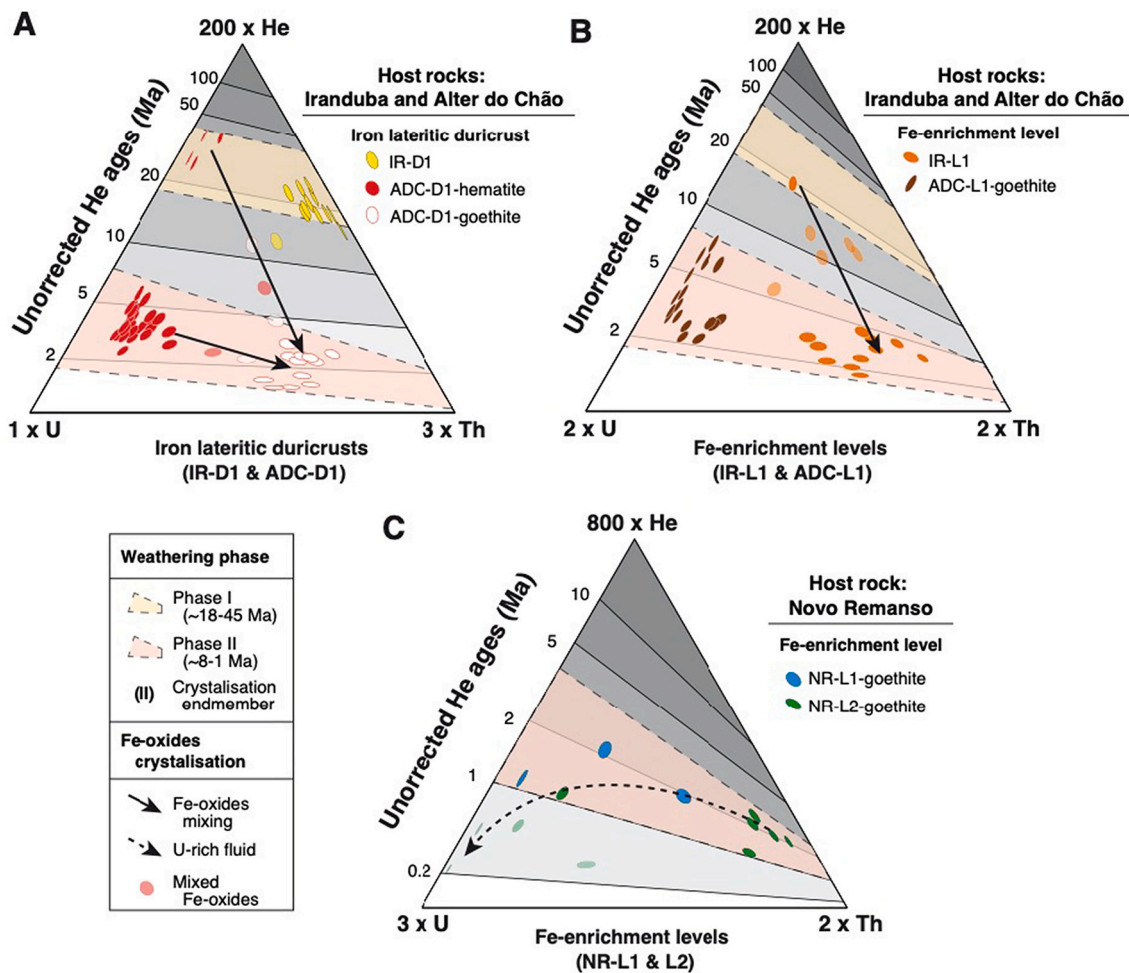 A
200 x He
100
50
20
10
5
2
Unorrected He ages (Ma)
Host rocks:
Iranduba and Alter do Chão
Iron lateritic duricrust
IR-D1
ADC-D1-hematite
ADC-D1-goethite
1 x U
3 x Th
Iron lateritic duricrusts
(IR-D1 & ADC-D1)
B
200 x He
100
50
20
10
5
2
Unorrected He ages (Ma)
Host rocks:
Iranduba and Alter do Chão
Fe-enrichment level
IR-L1
ADC-L1-goethite
2 x U
2 x Th
Fe-enrichment levels
(IR-L1 & ADC-L1)
Weathering phase
Phase I
(~18-45 Ma)
Phase II
(~8-1 Ma)
(II) Crystalisation
endmember
Fe-oxides
crystalisation
Fe-oxides
mixing
U-rich fluid
Mixed
Fe-oxides
C
800 x He
10
5
2
1
0.2
Unorrected He ages (Ma)
Host rock:
Novo Remanso
Fe-enrichment level
NR-L1-goethite
NR-L2-goethite
3 x U
2 x Th
Fe-enrichment levels
(NR-L1 & L2)